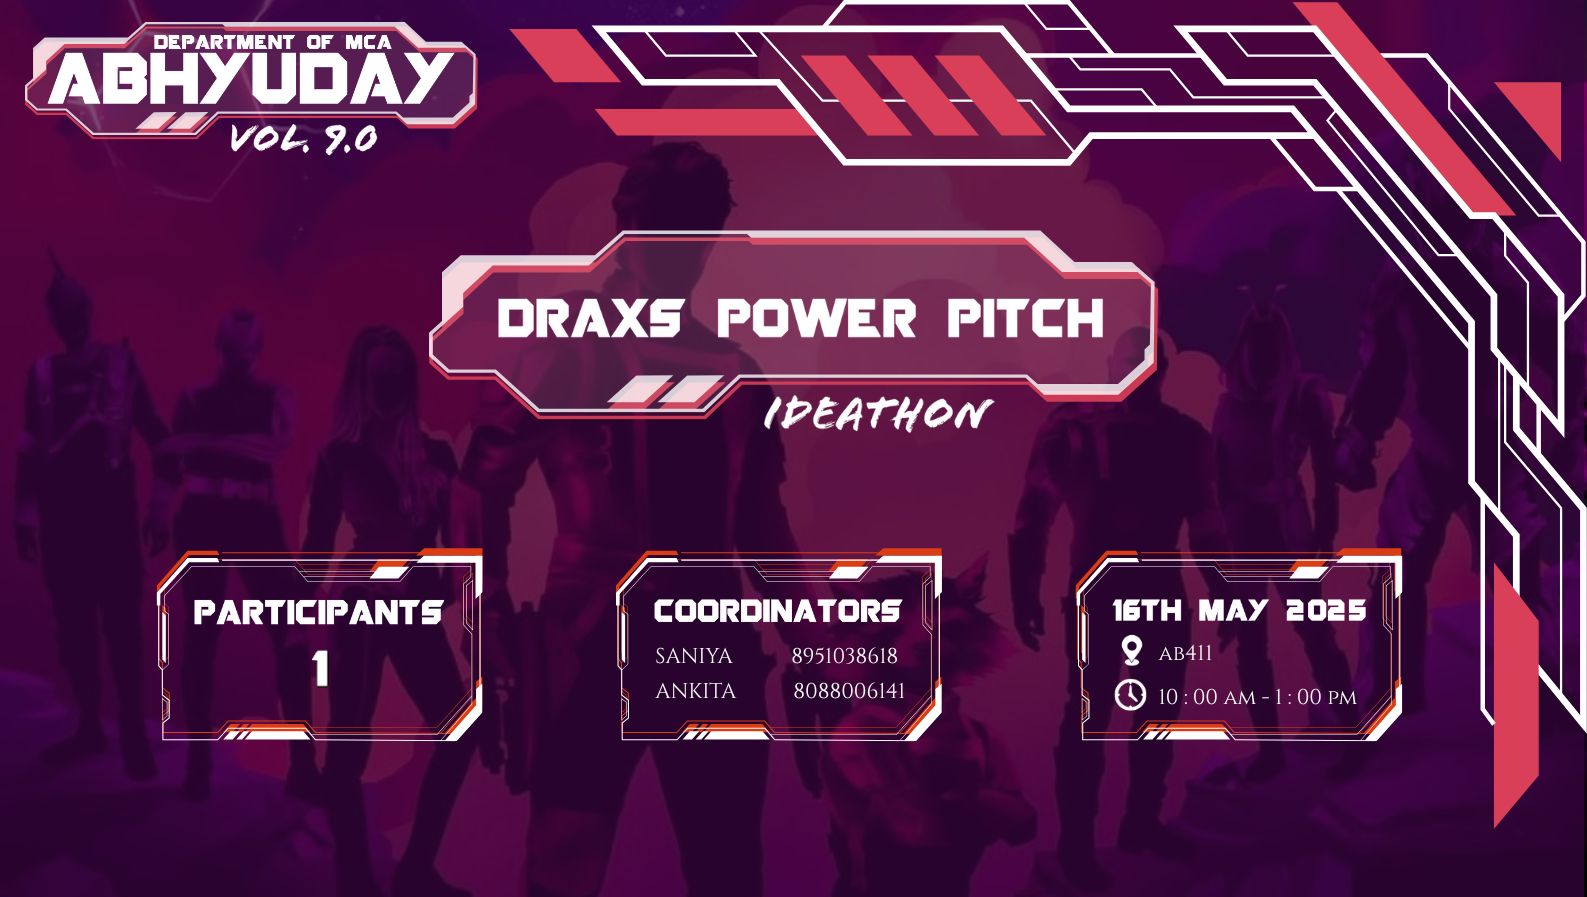 DEPARTMENT OF MCA
ABHYUDAY
VOL. 9.0
DRAXS POWER PITCH
IDEATHON
PARTICIPANTS
1
COORDINATORS
SANIYA 8951038618
ANKITA 8088006141
16TH MAY 2025
AB411
10 : 00 AM - 1 : 00 PM